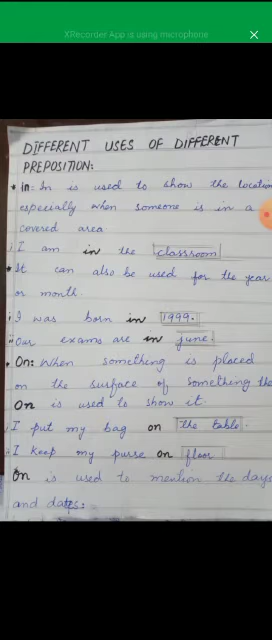 XRecorder App is using microphone
DIFFERENT USES OF DIFFERENT
PREPOSITION:
* in: In is used to show the location
especially when someone is in a
covered area
i I am in the classroom
* It can also be used for the year
or month
i I was born in 1999.
ii Our exams are in june.
• On: When something is placed
on the surface of something the
On is used to show it.
i I put my bag on the table.
ii I keep my purse on floor
* On is used to mention the days
and dates: